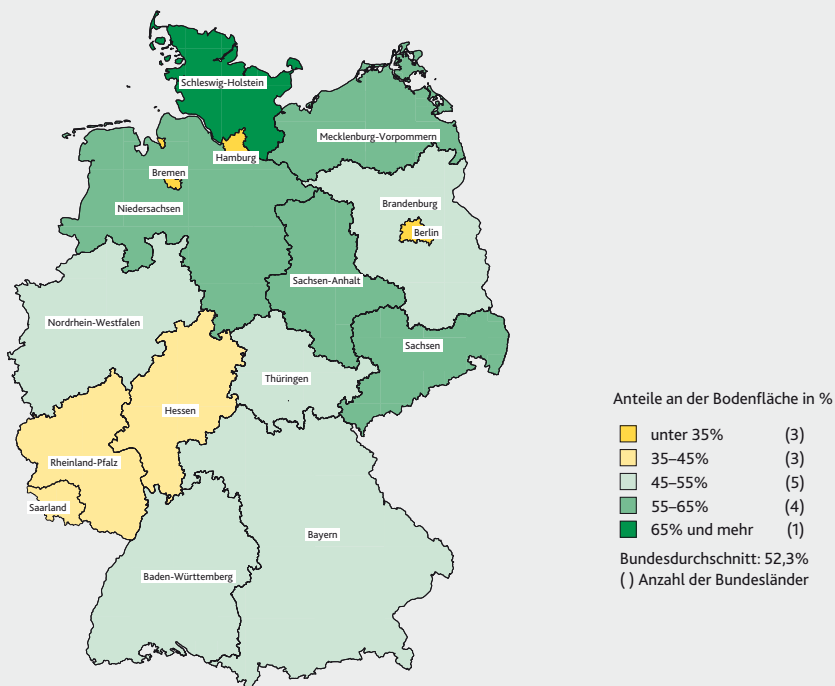 Schleswig-Holstein
Mecklenburg-Vorpommern
Hamburg
Bremen
Brandenburg
Niedersachsen
Berlin
Sachsen-Anhalt
Nordrhein-Westfalen
Sachsen
Thüringen
Hessen
Rheinland-Pfalz
Saarland
Bayern
Baden-Württemberg
Anteile an der Bodenfläche in %
unter 35% (3)
35–45% (3)
45–55% (5)
55–65% (4)
65% und mehr (1)
Bundesdurchschnitt: 52,3%
( ) Anzahl der Bundesländer